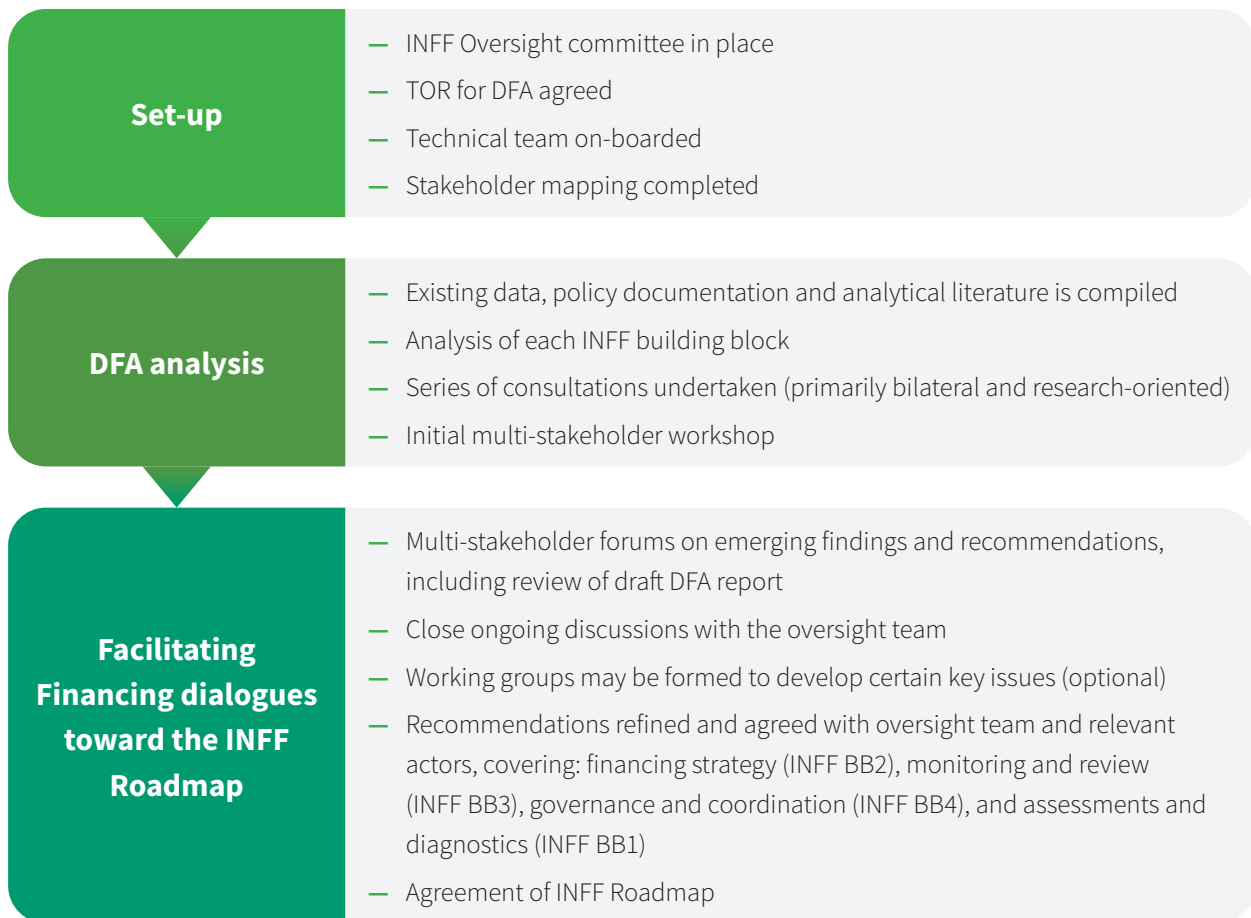 Set-up
— INFF Oversight committee in place
— TOR for DFA agreed
— Technical team on-boarded
— Stakeholder mapping completed
DFA analysis
— Existing data, policy documentation and analytical literature is compiled
— Analysis of each INFF building block
— Series of consultations undertaken (primarily bilateral and research-oriented)
— Initial multi-stakeholder workshop
Facilitating
Financing dialogues
toward the INFF
Roadmap
— Multi-stakeholder forums on emerging findings and recommendations,
including review of draft DFA report
— Close ongoing discussions with the oversight team
— Working groups may be formed to develop certain key issues (optional)
— Recommendations refined and agreed with oversight team and relevant
actors, covering: financing strategy (INFF BB2), monitoring and review
(INFF BB3), governance and coordination (INFF BB4), and assessments and
diagnostics (INFF BB1)
— Agreement of INFF Roadmap